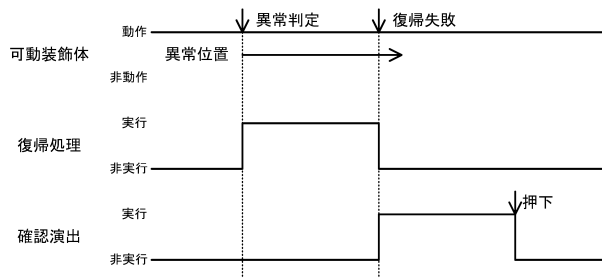 異常判定
復帰失敗
動作
可動装飾体
異常位置
非動作
実行
復帰処理
非実行
実行
押下
確認演出
非実行